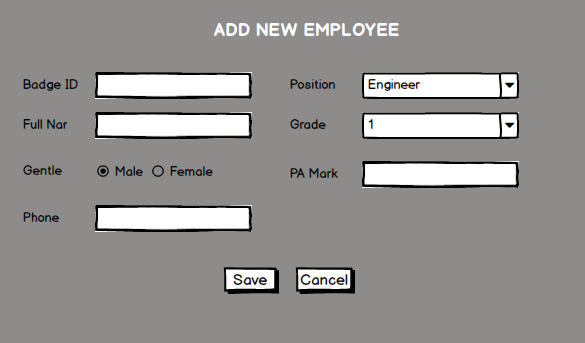 ADD NEW EMPLOYEE
Badge ID
Position
Engineer
Full Nar
Grade
1
Gentle
Male
Female
PA Mark
Phone
Save
Cancel